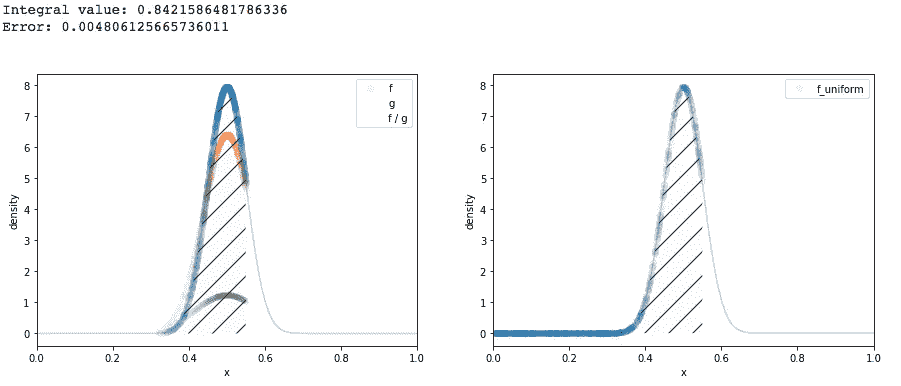 Integral value: 0.8421586481786336
Error: 0.004806125665736011
8
7
6
5
4
3
2
1
0
density
0.0 0.2 0.4 0.6 0.8 1.0
x
f
g
f / g
8
7
6
5
4
3
2
1
0
density
0.0 0.2 0.4 0.6 0.8 1.0
x
f_uniform